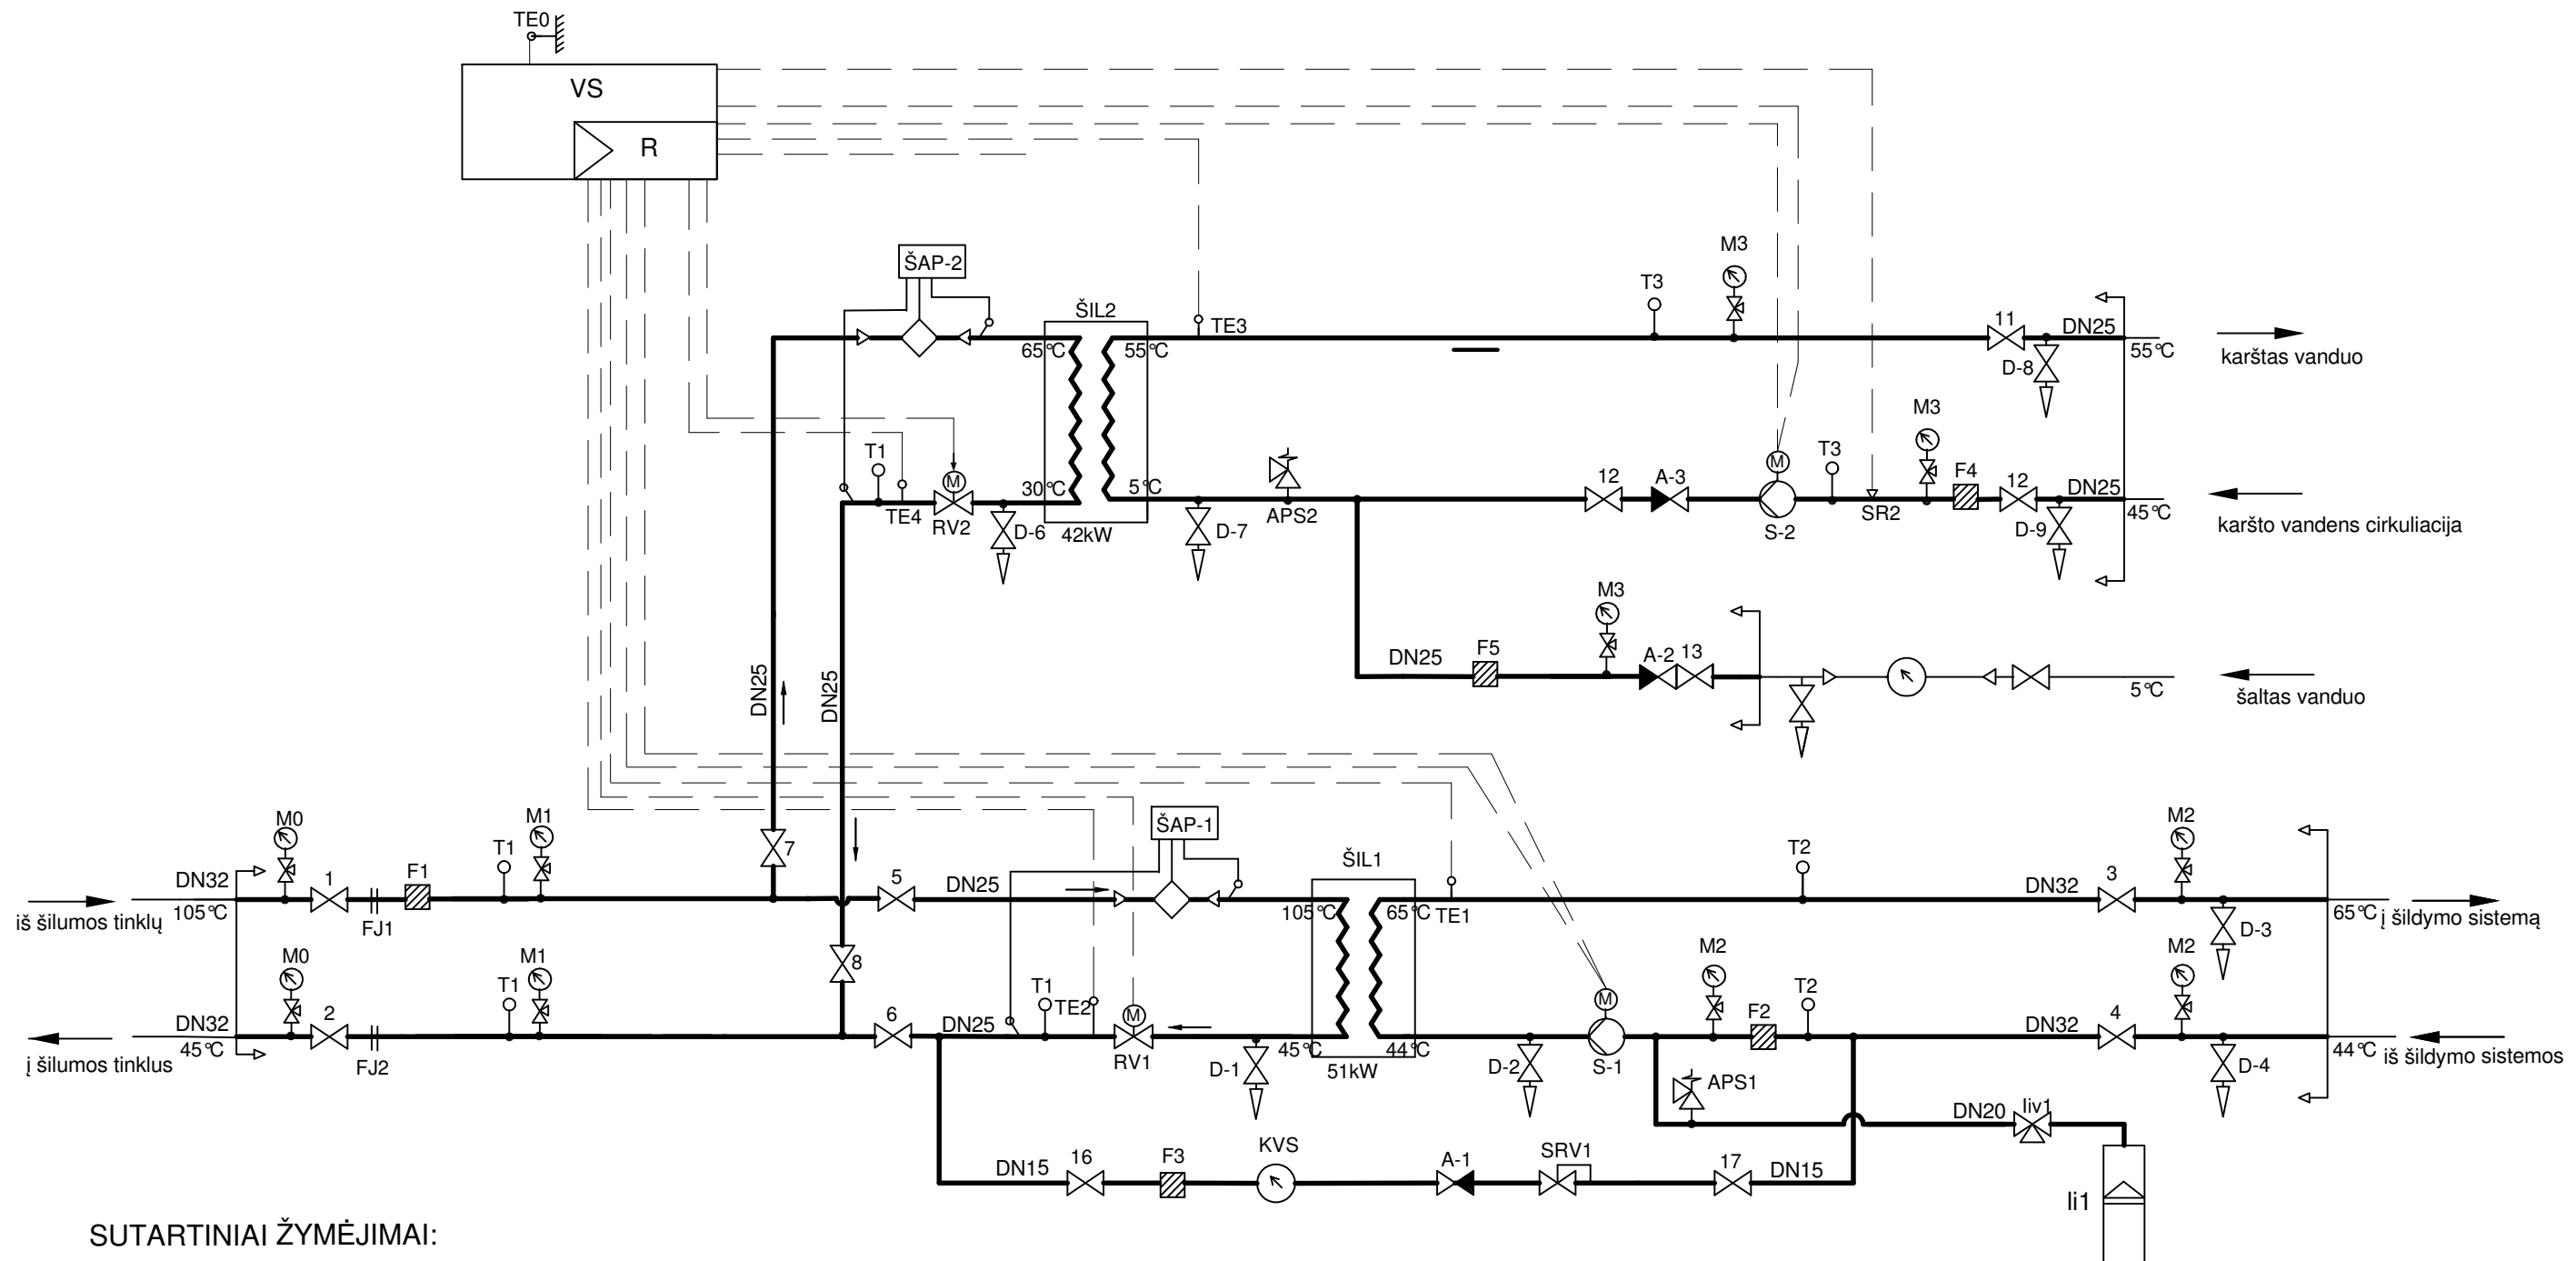 TE0
VS
R
ŠAP-2
ŠIL2
65°C
55°C
TE3
T3
M3
11
DN25
D-8
55°C
karštas vanduo
T1
TE4
M
RV2
30°C
D-6
42kW
5°C
D-7
APS2
12
A-3
M
S-2
T3
SR2
M3
F4
12
DN25
D-9
45°C
karšto vandens cirkuliacija
DN25
F5
M3
A-2
13
5°C
šaltas vanduo
DN25
DN25
7
8
M0
DN32
105°C
iš šilumos tinklų
1
FJ1
F1
T1
M1
5
DN25
ŠAP-1
ŠIL1
105°C
65°C
TE1
T2
DN32
3
M2
D-3
65°C
į šildymo sistemą
M0
DN32
45°C
į šilumos tinklus
2
FJ2
T1
M1
6
DN25
T1
TE2
M
RV1
D-1
45°C
51kW
44°C
D-2
M
S-1
M2
F2
T2
DN32
4
M2
D-4
44°C
iš šildymo sistemos
APS1
DN20
Iiv1
Ii1
DN15
16
F3
KVS
A-1
SRV1
17
DN15
SUTARTINIAI ŽYMĖJIMAI: